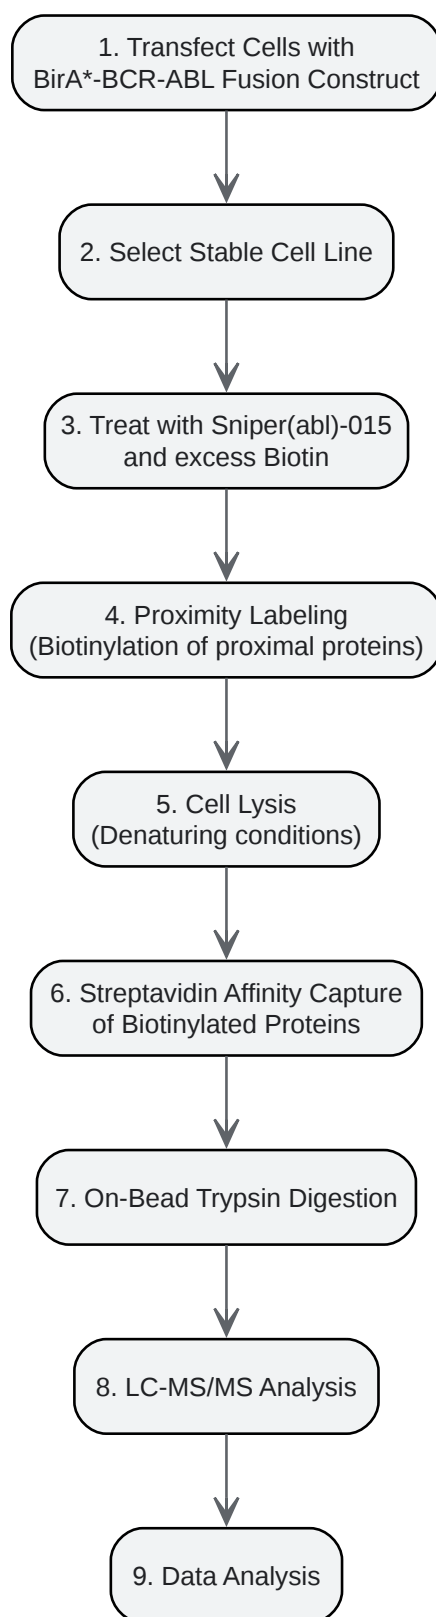 1. Transfect Cells with
BirA*-BCR-ABL Fusion Construct
2. Select Stable Cell Line
3. Treat with Sniper(abl)-015
and excess Biotin
4. Proximity Labeling
(Biotinylation of proximal proteins)
5. Cell Lysis
(Denaturing conditions)
6. Streptavidin Affinity Capture
of Biotinylated Proteins
7. On-Bead Trypsin Digestion
8. LC-MS/MS Analysis
9. Data Analysis